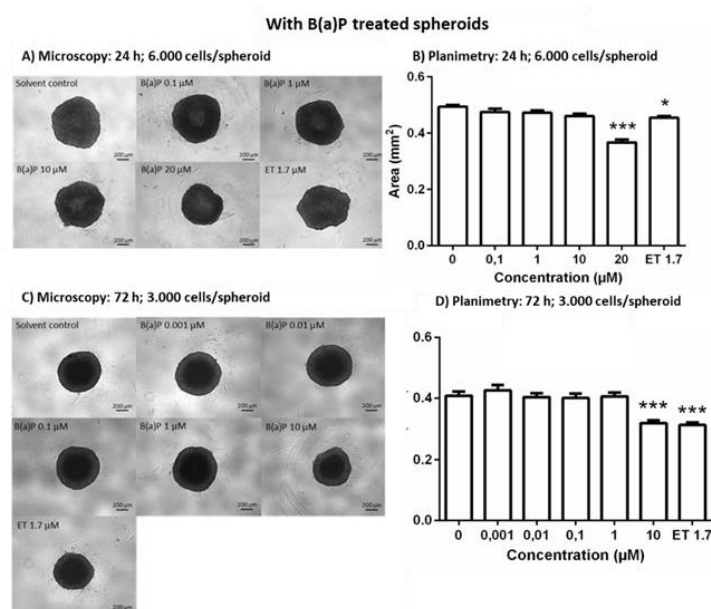 With B(a)P treated spheroids
A) Microscopy: 24 h; 6.000 cells/spheroid
Solvent control
B(a)P 0.1 µM
B(a)P 1 µM
200 µm
200 µm
200 µm
B(a)P 10 µM
B(a)P 20 µM
ET 1.7 µM
200 µm
200 µm
200 µm
B) Planimetry: 24 h; 6.000 cells/spheroid
Area (mm²)
0.6
0.4
0.2
0.0
***
*
0 0,1 1 10 20 ET 1.7
Concentration (µM)
C) Microscopy: 72 h; 3.000 cells/spheroid
Solvent control
B(a)P 0.001 µM
B(a)P 0.01 µM
200 µm
200 µm
200 µm
B(a)P 0.1 µM
B(a)P 1 µM
B(a)P 10 µM
200 µm
200 µm
200 µm
ET 1.7 µM
200 µm
D) Planimetry: 72 h; 3.000 cells/spheroid
0.6
0.4
0.2
0.0
***
***
0 0,001 0,01 0,1 1 10 ET 1.7
Concentration (µM)